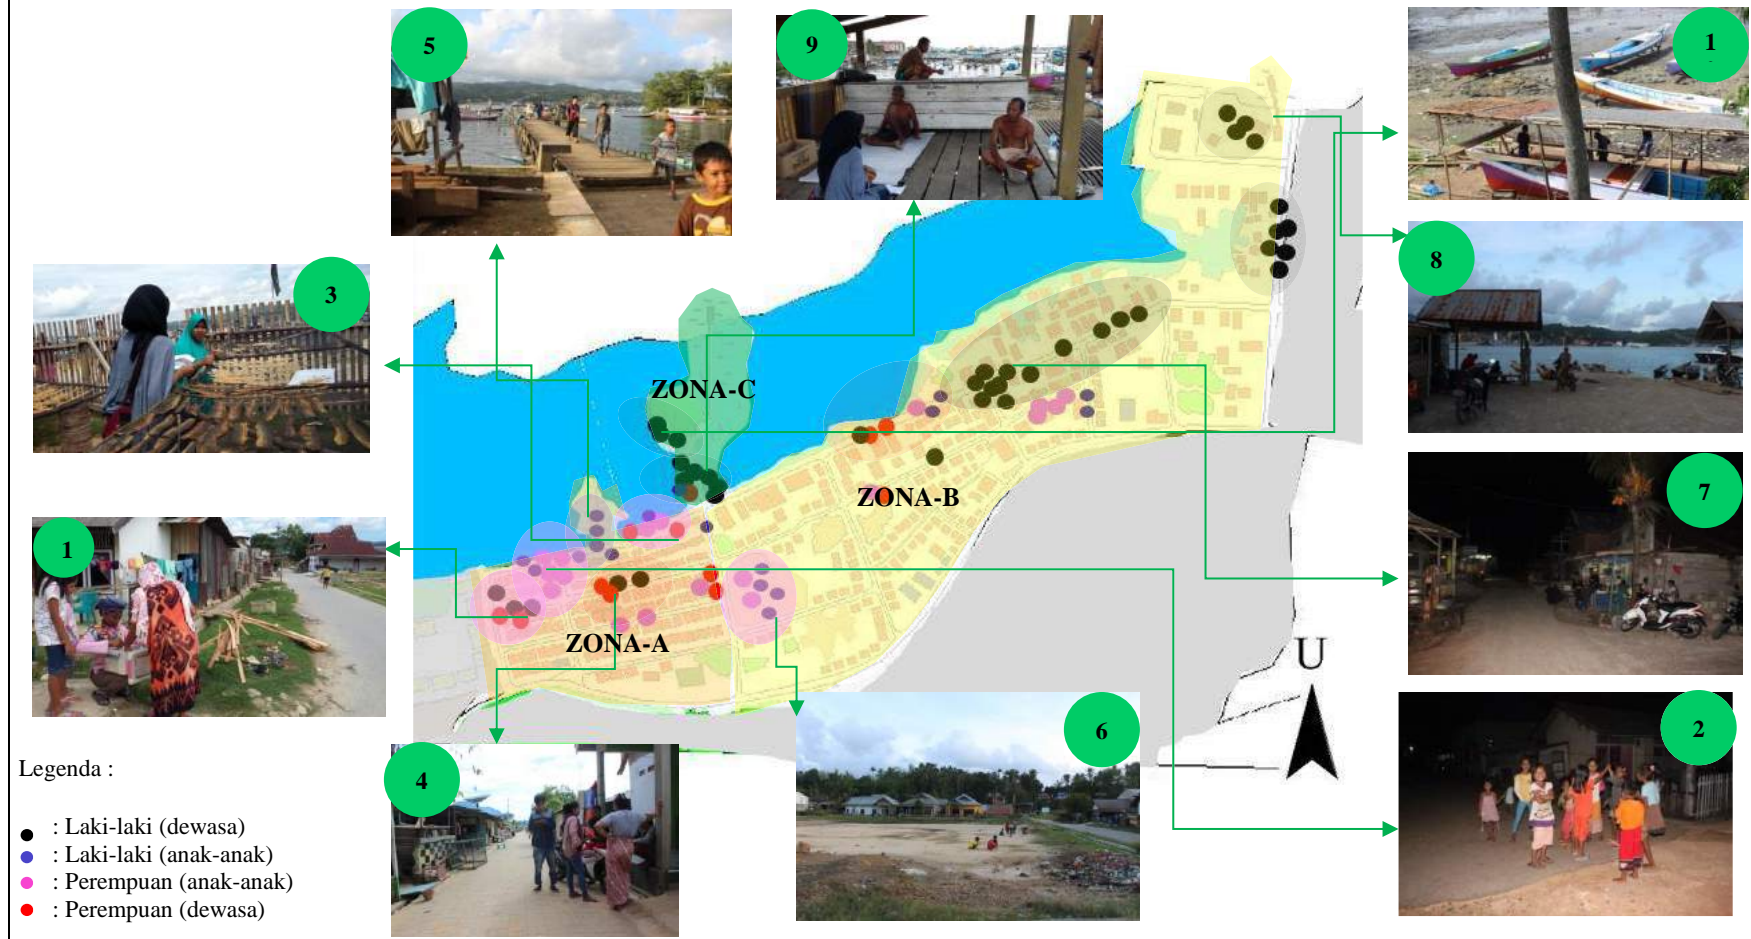 5
9
1
3
8
ZONA-C
ZONA-B
7
1
ZONA-A
U
6
2
4
Legenda :
: Laki-laki (dewasa)
: Laki-laki (anak-anak)
: Perempuan (anak-anak)
: Perempuan (dewasa)